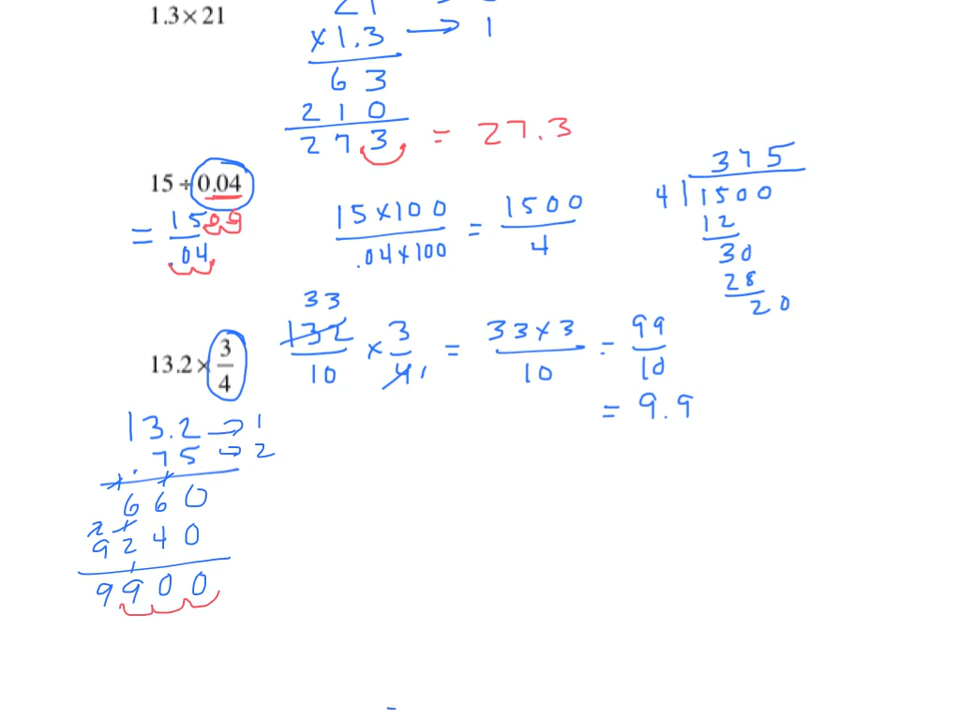 1.3×21
21
×1.3 → 1
63
210
273 = 27.3
15 ÷ 0.04
= 1500/.04
15×100/.04×100 = 1500/4
375
4)1500
12
30
28
20
13.2× 3/4
33
132/10 × 3/4 1 = 33×3/10 = 99/10
= 9.9
13.2 → 1
.75 → 2
660
9240
9900